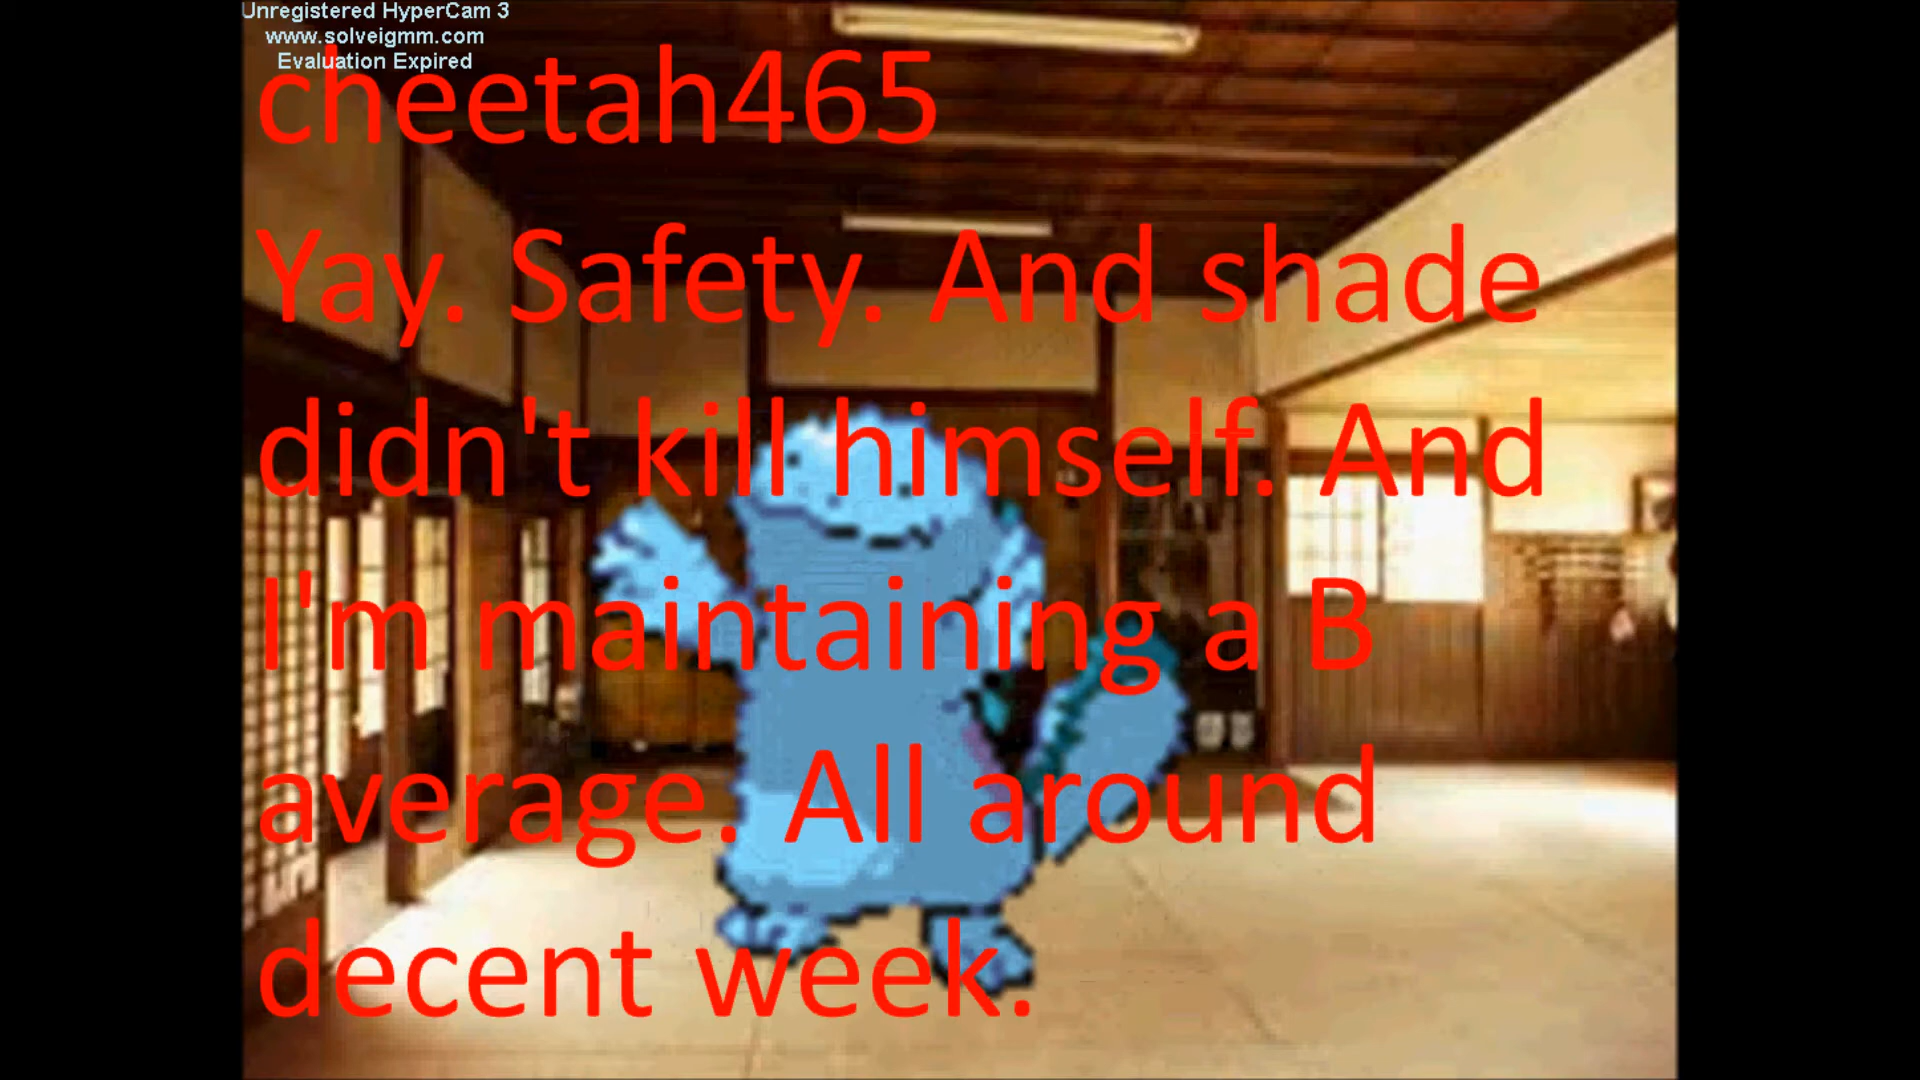 Unregistered HyperCam 3
www.solveigmm.com
Evaluation Expired
cheetah465
Yay. Safety. And shade
didn't kill himself. And
I'm maintaining a B
average. All around
decent week.